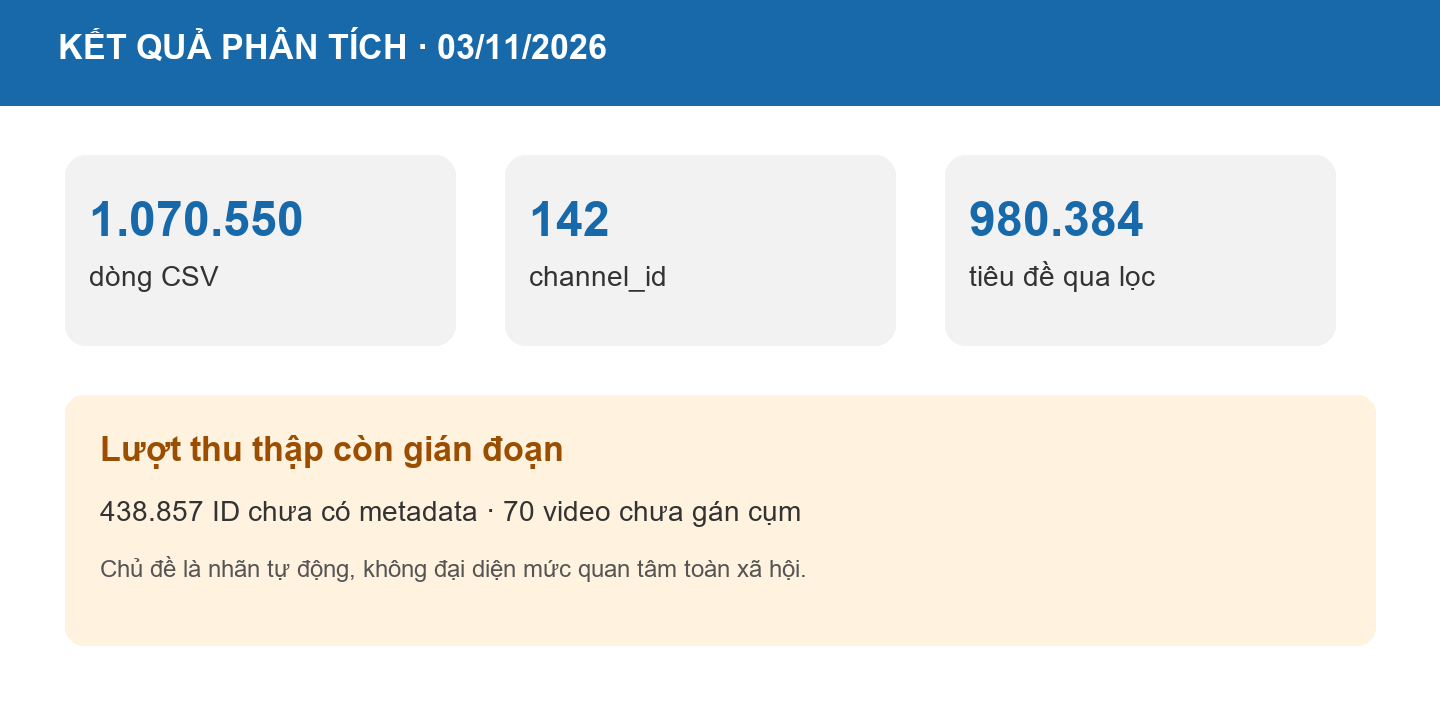 KẾT QUẢ PHÂN TÍCH · 03/11/2026
1.070.550
dòng CSV
142
channel_id
980.384
tiêu đề qua lọc
Lượt thu thập còn gián đoạn
438.857 ID chưa có metadata · 70 video chưa gán cụm
Chủ đề là nhãn tự động, không đại diện mức quan tâm toàn xã hội.